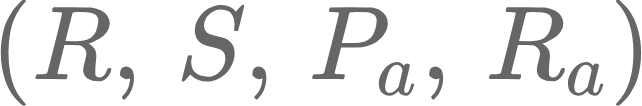 (R, S, P_a, R_a)